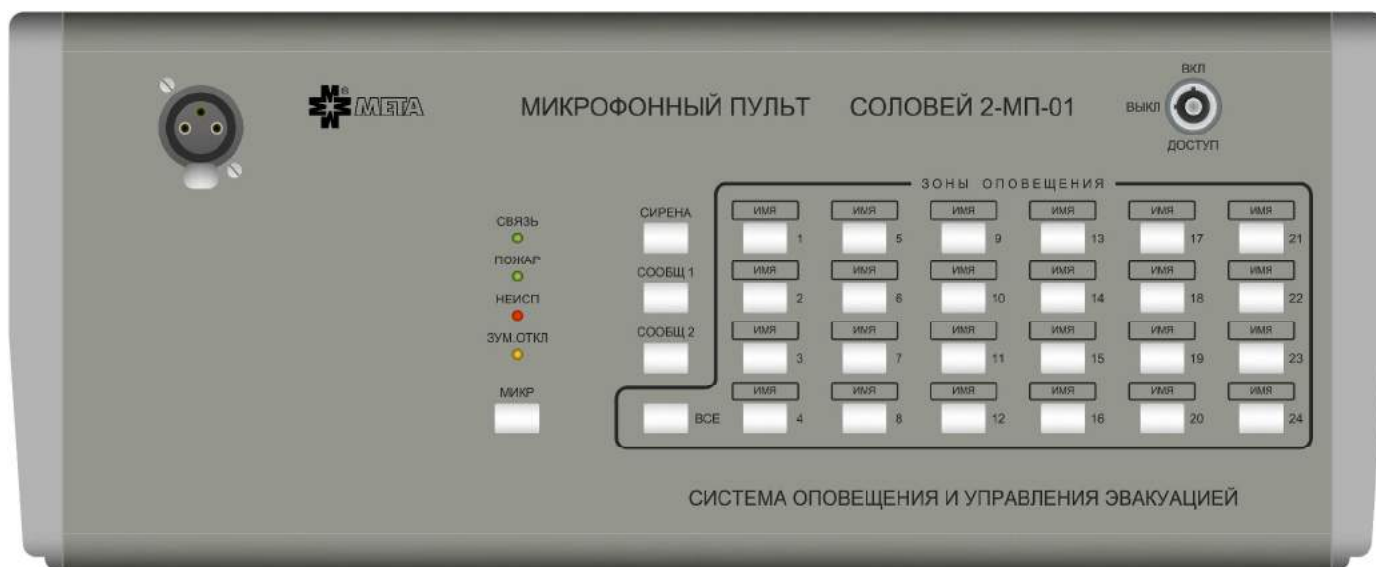 ВКЛ
МЕТА МИКРОФОННЫЙ ПУЛЬТ СОЛОВЕЙ 2-МП-01 ВЫКЛ
ДОСТУП
ЗОНЫ ОПОВЕЩЕНИЯ
СВЯЗЬ
ПОЖАР
НЕИСП
ЗУМ.ОТКЛ
МИКР
СИРЕНА
СООБЩ 1
СООБЩ 2
ВСЕ
ИМЯ ИМЯ ИМЯ ИМЯ ИМЯ ИМЯ
1 5 9 13 17 21
ИМЯ ИМЯ ИМЯ ИМЯ ИМЯ ИМЯ
2 6 10 14 18 22
ИМЯ ИМЯ ИМЯ ИМЯ ИМЯ ИМЯ
3 7 11 15 19 23
ИМЯ ИМЯ ИМЯ ИМЯ ИМЯ ИМЯ
4 8 12 16 20 24
СИСТЕМА ОПОВЕЩЕНИЯ И УПРАВЛЕНИЯ ЭВАКУАЦИЕЙ